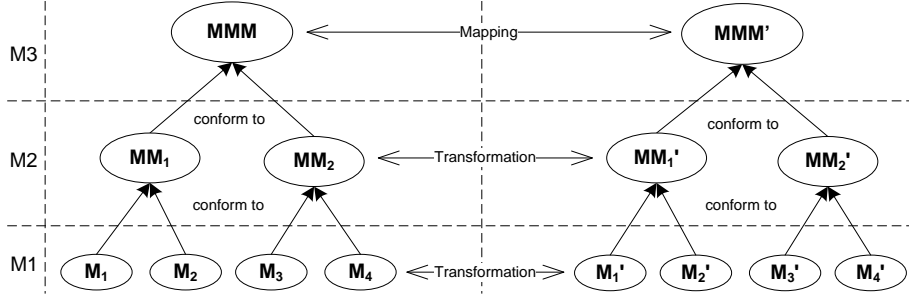 M3 MMM Mapping MMM'
conform to conform to
M2 MM₁ MM₂ Transformation MM₁' MM₂'
conform to conform to
M1 M₁ M₂ M₃ M₄ Transformation M₁' M₂' M₃' M₄'